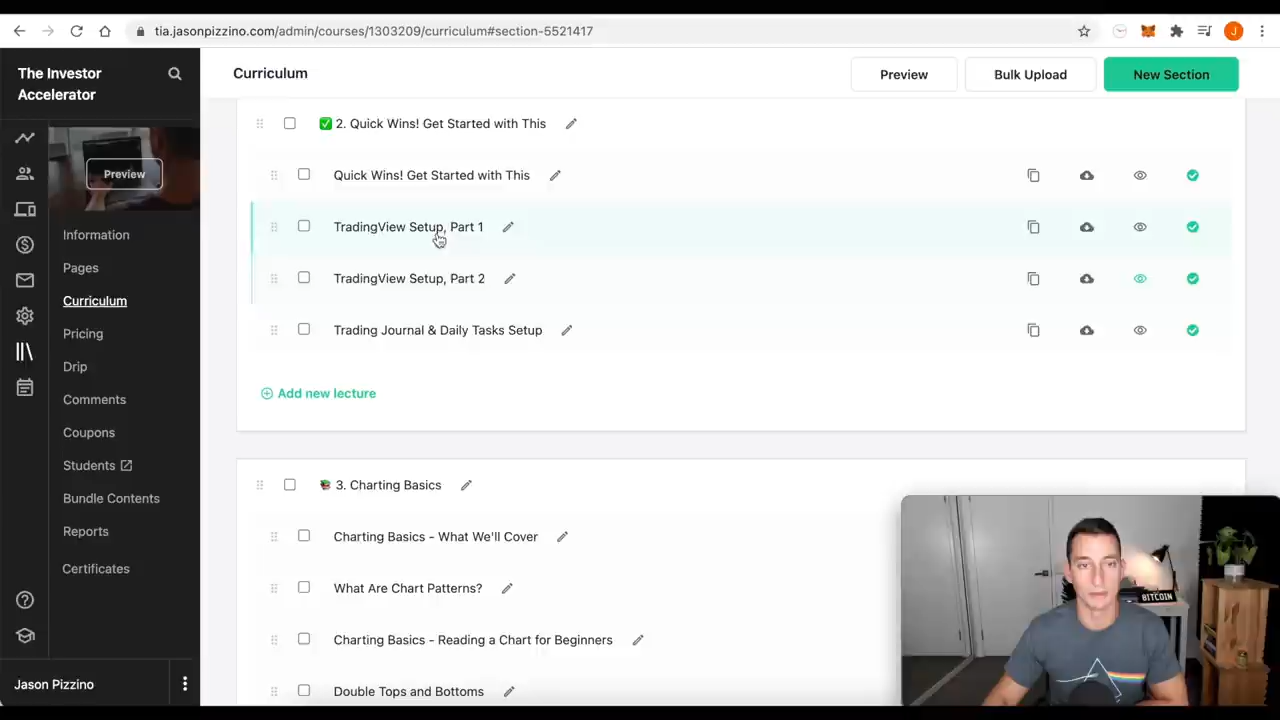 tia.jasonpizzino.com/admin/courses/1303209/curriculum#section-5521417
J
The Investor
Accelerator
Curriculum
Preview
Bulk Upload
New Section
Preview
Information
Pages
Curriculum
Pricing
Drip
Comments
Coupons
Students
Bundle Contents
Reports
Certificates
Jason Pizzino
2. Quick Wins! Get Started with This
Quick Wins! Get Started with This
TradingView Setup, Part 1
TradingView Setup, Part 2
Trading Journal & Daily Tasks Setup
Add new lecture
3. Charting Basics
Charting Basics - What We'll Cover
What Are Chart Patterns?
Charting Basics - Reading a Chart for Beginners
Double Tops and Bottoms
BITCOIN